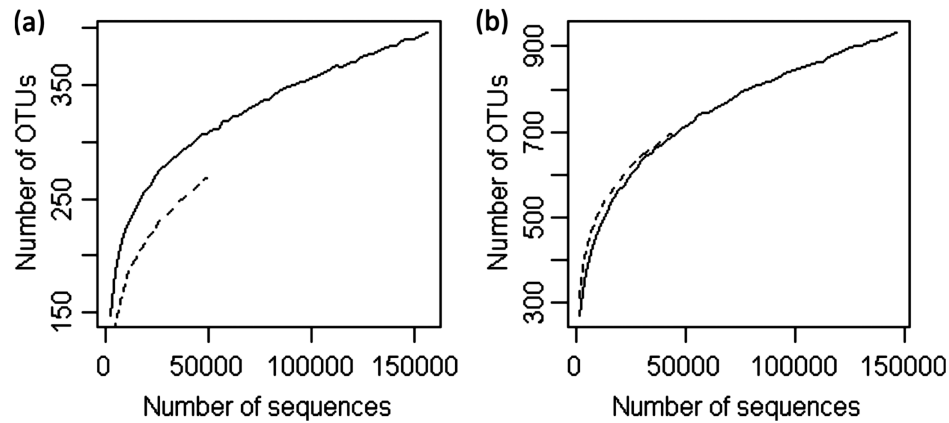 (a)
Number of OTUs
350
250
150
0 50000 100000 150000
Number of sequences
(b)
Number of OTUs
900
700
500
300
0 50000 100000 150000
Number of sequences